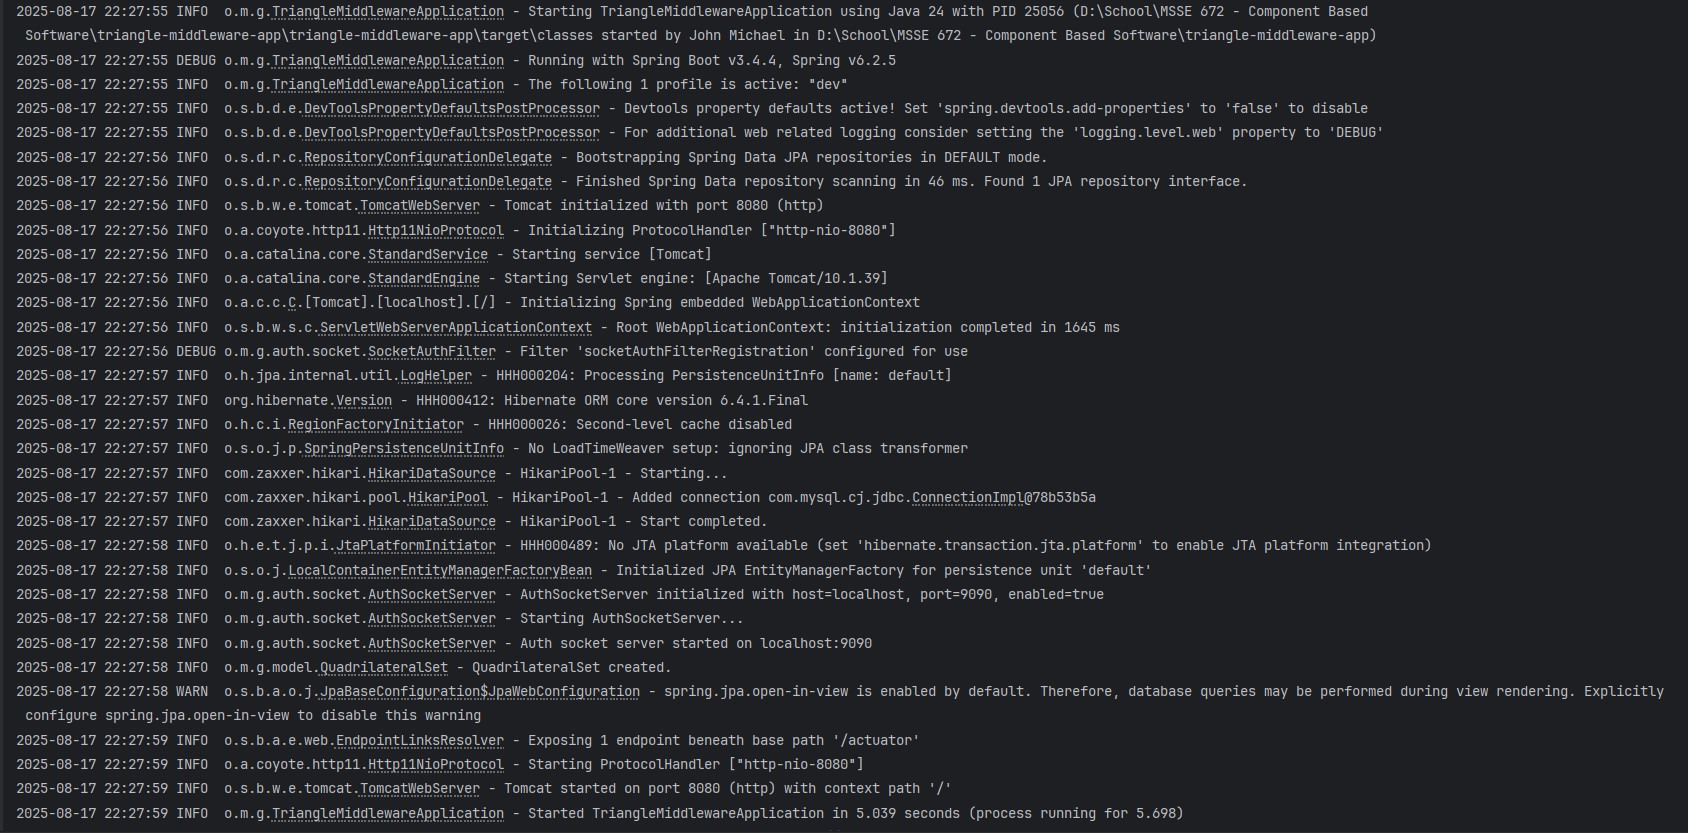 2025-08-17 22:27:55 INFO  o.m.g.TriangleMiddlewareApplication - Starting TriangleMiddlewareApplication using Java 24 with PID 25056 (D:\School\MSSE 672 - Component Based
Software\triangle-middleware-app\triangle-middleware-app\target\classes started by John Michael in D:\School\MSSE 672 - Component Based Software\triangle-middleware-app)
2025-08-17 22:27:55 DEBUG o.m.g.TriangleMiddlewareApplication - Running with Spring Boot v3.4.4, Spring v6.2.5
2025-08-17 22:27:55 INFO  o.m.g.TriangleMiddlewareApplication - The following 1 profile is active: "dev"
2025-08-17 22:27:55 INFO  o.s.b.d.e.DevToolsPropertyDefaultsPostProcessor - Devtools property defaults active! Set 'spring.devtools.add-properties' to 'false' to disable
2025-08-17 22:27:55 INFO  o.s.b.d.e.DevToolsPropertyDefaultsPostProcessor - For additional web related logging consider setting the 'logging.level.web' property to 'DEBUG'
2025-08-17 22:27:56 INFO  o.s.d.r.c.RepositoryConfigurationDelegate - Bootstrapping Spring Data JPA repositories in DEFAULT mode.
2025-08-17 22:27:56 INFO  o.s.d.r.c.RepositoryConfigurationDelegate - Finished Spring Data repository scanning in 46 ms. Found 1 JPA repository interface.
2025-08-17 22:27:56 INFO  o.s.b.w.e.tomcat.TomcatWebServer - Tomcat initialized with port 8080 (http)
2025-08-17 22:27:56 INFO  o.a.coyote.http11.Http11NioProtocol - Initializing ProtocolHandler ["http-nio-8080"]
2025-08-17 22:27:56 INFO  o.a.catalina.core.StandardService - Starting service [Tomcat]
2025-08-17 22:27:56 INFO  o.a.catalina.core.StandardEngine - Starting Servlet engine: [Apache Tomcat/10.1.39]
2025-08-17 22:27:56 INFO  o.a.c.c.C.[Tomcat].[localhost].[/] - Initializing Spring embedded WebApplicationContext
2025-08-17 22:27:56 INFO  o.s.b.w.s.c.ServletWebServerApplicationContext - Root WebApplicationContext: initialization completed in 1645 ms
2025-08-17 22:27:56 DEBUG o.m.g.auth.socket.SocketAuthFilter - Filter 'socketAuthFilterRegistration' configured for use
2025-08-17 22:27:57 INFO  o.h.jpa.internal.util.LogHelper - HHH000204: Processing PersistenceUnitInfo [name: default]
2025-08-17 22:27:57 INFO  org.hibernate.Version - HHH000412: Hibernate ORM core version 6.4.1.Final
2025-08-17 22:27:57 INFO  o.h.c.i.RegionFactoryInitiator - HHH000026: Second-level cache disabled
2025-08-17 22:27:57 INFO  o.s.o.j.p.SpringPersistenceUnitInfo - No LoadTimeWeaver setup: ignoring JPA class transformer
2025-08-17 22:27:57 INFO  com.zaxxer.hikari.HikariDataSource - HikariPool-1 - Starting...
2025-08-17 22:27:57 INFO  com.zaxxer.hikari.pool.HikariPool - HikariPool-1 - Added connection com.mysql.cj.jdbc.ConnectionImpl@78b53b5a
2025-08-17 22:27:57 INFO  com.zaxxer.hikari.HikariDataSource - HikariPool-1 - Start completed.
2025-08-17 22:27:58 INFO  o.h.e.t.j.p.i.JtaPlatformInitiator - HHH000489: No JTA platform available (set 'hibernate.transaction.jta.platform' to enable JTA platform integration)
2025-08-17 22:27:58 INFO  o.s.o.j.LocalContainerEntityManagerFactoryBean - Initialized JPA EntityManagerFactory for persistence unit 'default'
2025-08-17 22:27:58 INFO  o.m.g.auth.socket.AuthSocketServer - AuthSocketServer initialized with host=localhost, port=9090, enabled=true
2025-08-17 22:27:58 INFO  o.m.g.auth.socket.AuthSocketServer - Starting AuthSocketServer...
2025-08-17 22:27:58 INFO  o.m.g.auth.socket.AuthSocketServer - Auth socket server started on localhost:9090
2025-08-17 22:27:58 INFO  o.m.g.model.QuadrilateralSet - QuadrilateralSet created.
2025-08-17 22:27:58 WARN  o.s.b.a.o.j.JpaBaseConfiguration$JpaWebConfiguration - spring.jpa.open-in-view is enabled by default. Therefore, database queries may be performed during view rendering. Explicitly
configure spring.jpa.open-in-view to disable this warning
2025-08-17 22:27:59 INFO  o.s.b.a.e.web.EndpointLinksResolver - Exposing 1 endpoint beneath base path '/actuator'
2025-08-17 22:27:59 INFO  o.a.coyote.http11.Http11NioProtocol - Starting ProtocolHandler ["http-nio-8080"]
2025-08-17 22:27:59 INFO  o.s.b.w.e.tomcat.TomcatWebServer - Tomcat started on port 8080 (http) with context path '/'
2025-08-17 22:27:59 INFO  o.m.g.TriangleMiddlewareApplication - Started TriangleMiddlewareApplication in 5.039 seconds (process running for 5.698)